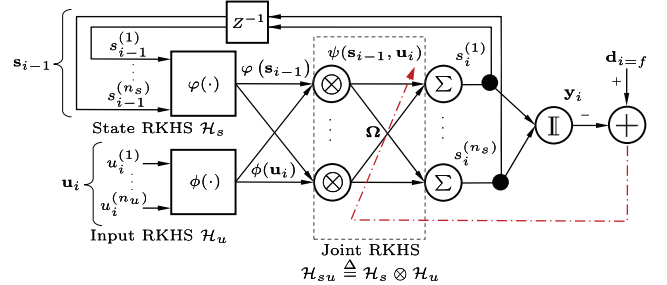 Z⁻¹
s_{i−1}^{(1)}
ψ(s_{i−1}, u_i)
s_i^{(1)}
s_{i−1}
φ(·)
φ (s_{i−1})
⊗
Σ
s_{i−1}^{(n_s)}
State RKHS ℋ_s
Ω
𝕀
y_i
d_{i=f}
+
−
+
u_i
u_i^{(1)}
ϕ(·)
ϕ(u_i)
⊗
Σ
s_i^{(n_s)}
u_i^{(n_u)}
Input RKHS ℋ_u
Joint RKHS
ℋ_{su} ≜ ℋ_s ⊗ ℋ_u